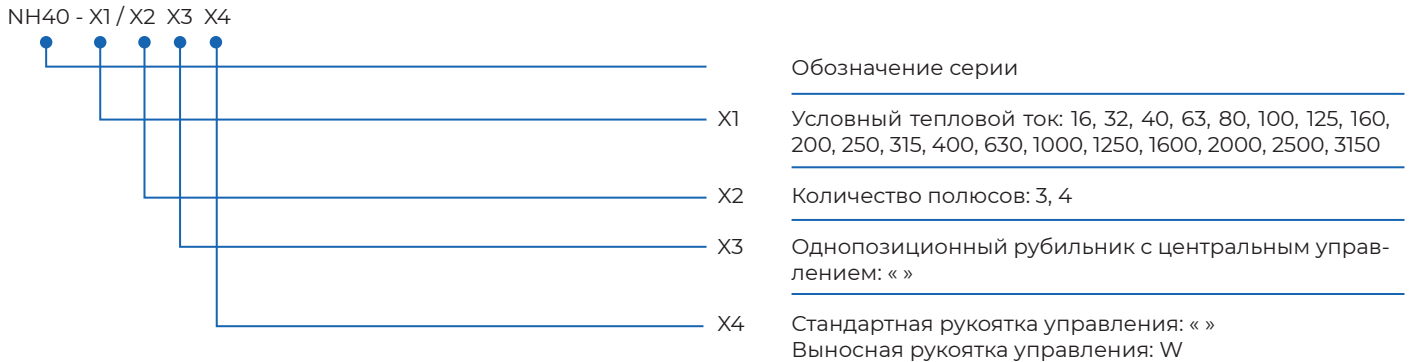 NH40 - X1 / X2 X3 X4
Обозначение серии
X1 Условный тепловой ток: 16, 32, 40, 63, 80, 100, 125, 160,
200, 250, 315, 400, 630, 1000, 1250, 1600, 2000, 2500, 3150
X2 Количество полюсов: 3, 4
X3 Однопозиционный рубильник с центральным управ-
лением: « »
X4 Стандартная рукоятка управления: « »
Выносная рукоятка управления: W